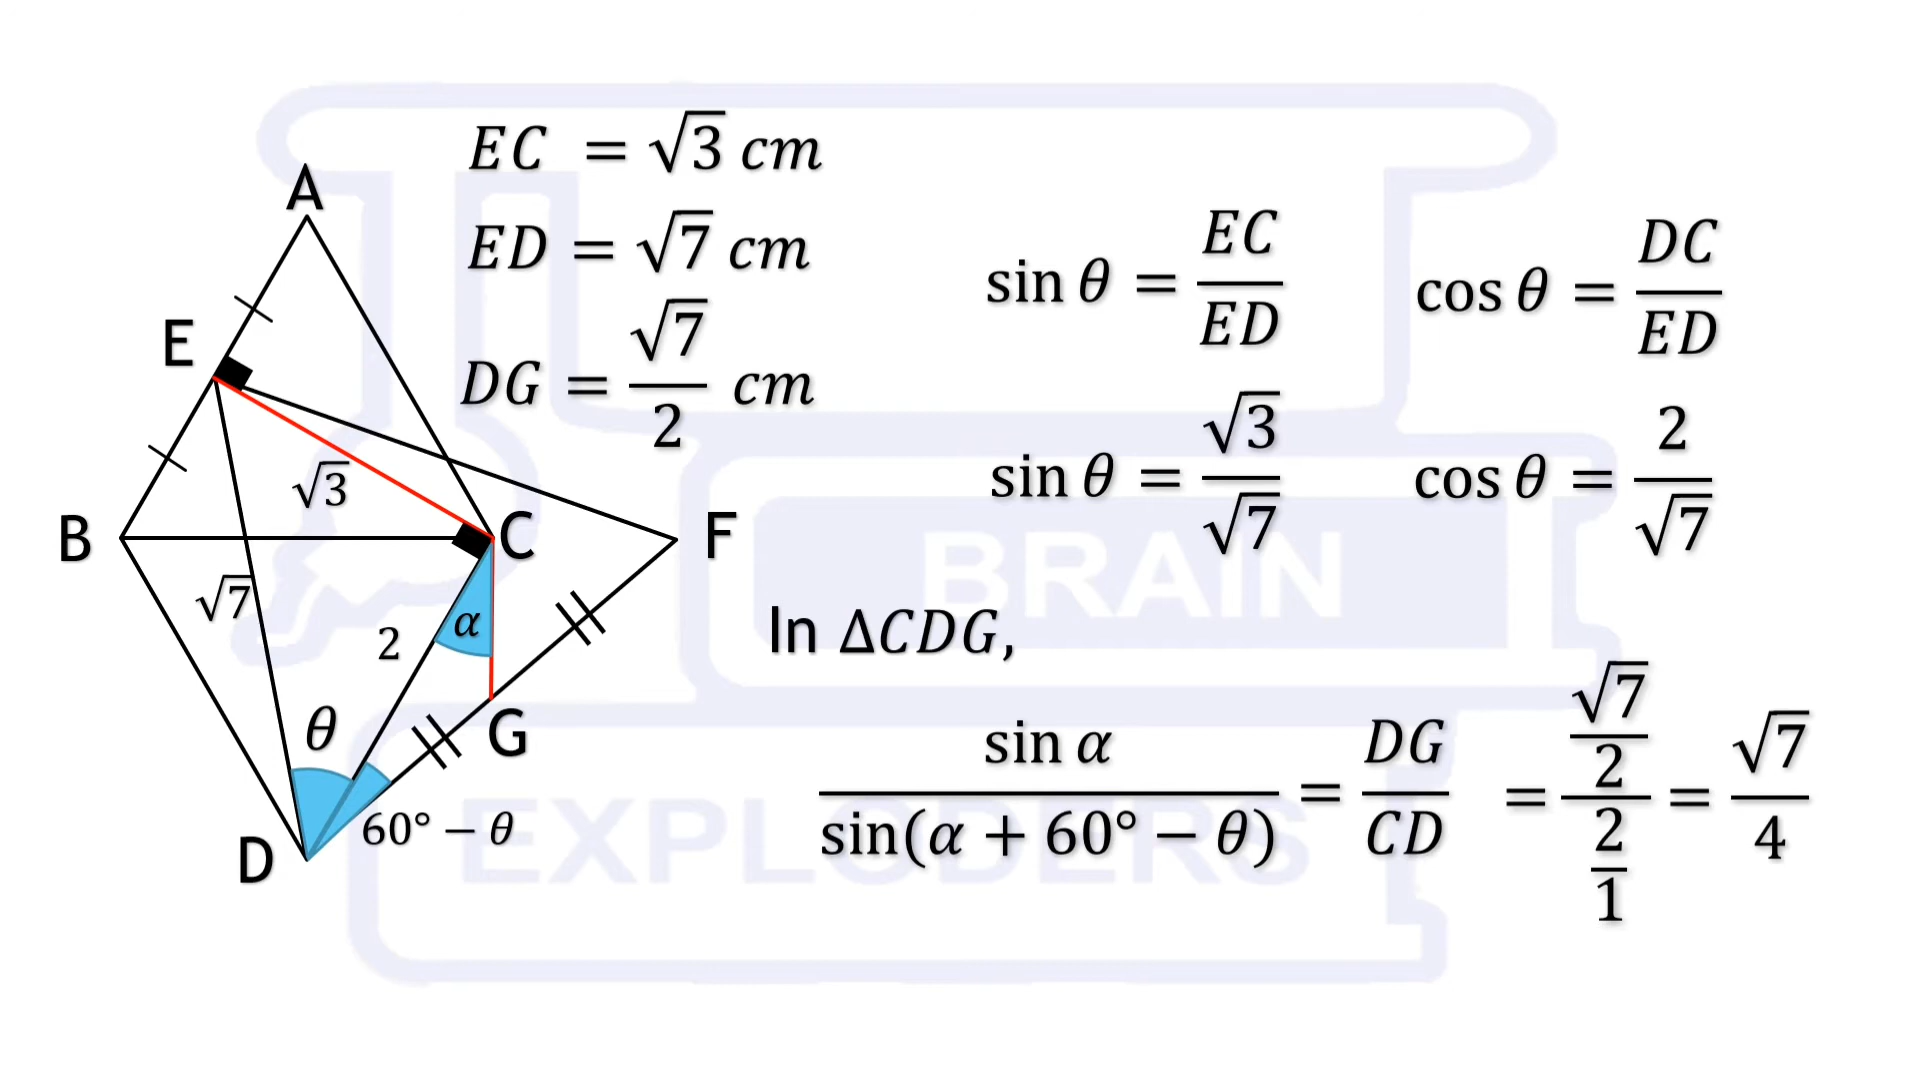 A
E
B
C
F
G
D
√3
√7
2
α
θ
60° − θ
EC = √3 cm
ED = √7 cm
DG = √7/2 cm
sin θ = EC/ED
cos θ = DC/ED
sin θ = √3/√7
cos θ = 2/√7
In ΔCDG,
sin α / sin(α + 60° − θ) = DG/CD = (√7/2)/(2/1) = √7/4
BRAIN
EXPLODERS